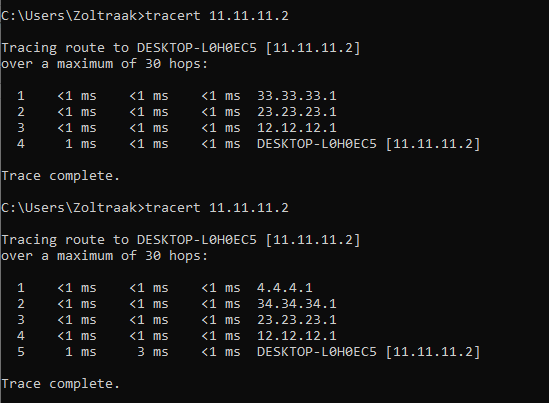 C:\Users\Zoltraak>tracert 11.11.11.2
Tracing route to DESKTOP-L0H0EC5 [11.11.11.2]
over a maximum of 30 hops:
1 <1 ms <1 ms <1 ms 33.33.33.1
2 <1 ms <1 ms <1 ms 23.23.23.1
3 <1 ms <1 ms <1 ms 12.12.12.1
4 1 ms <1 ms <1 ms DESKTOP-L0H0EC5 [11.11.11.2]
Trace complete.
C:\Users\Zoltraak>tracert 11.11.11.2
Tracing route to DESKTOP-L0H0EC5 [11.11.11.2]
over a maximum of 30 hops:
1 <1 ms <1 ms <1 ms 4.4.4.1
2 <1 ms <1 ms <1 ms 34.34.34.1
3 <1 ms <1 ms <1 ms 23.23.23.1
4 <1 ms <1 ms <1 ms 12.12.12.1
5 1 ms 3 ms <1 ms DESKTOP-L0H0EC5 [11.11.11.2]
Trace complete.